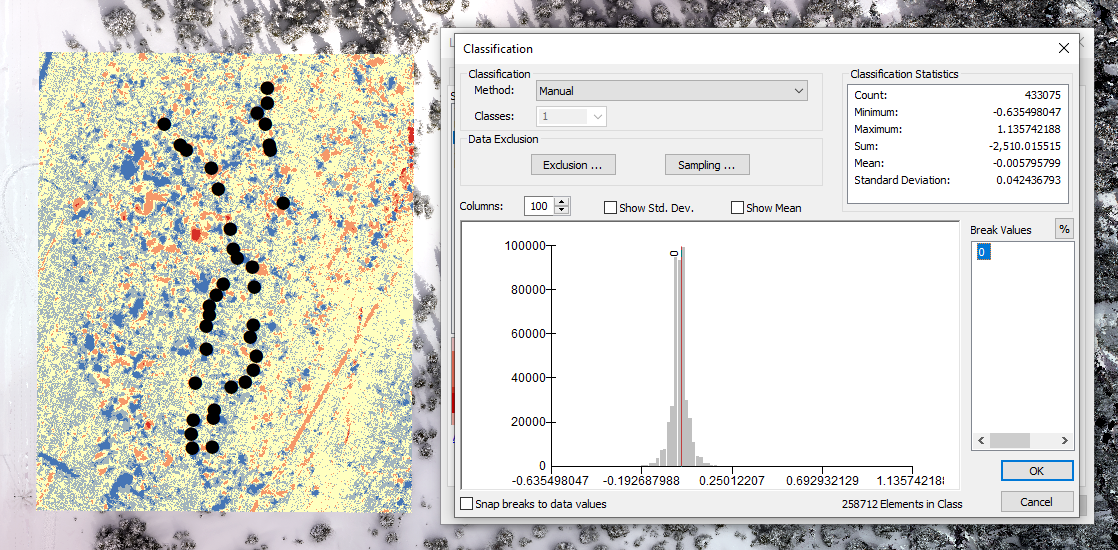 Classification
Classification
Method:
Manual
Classes:
1
Data Exclusion
Exclusion ...
Sampling ...
Classification Statistics
Count: 433075
Minimum: -0.635498047
Maximum: 1.135742188
Sum: -2,510.015515
Mean: -0.005795799
Standard Deviation: 0.042436793
Columns: 100
Show Std. Dev.
Show Mean
Break Values
%
0
100000
80000
60000
40000
20000
0
-0.635498047 -0.192687988 0.25012207 0.692932129 1.135742188
OK
Snap breaks to data values
258712 Elements in Class
Cancel